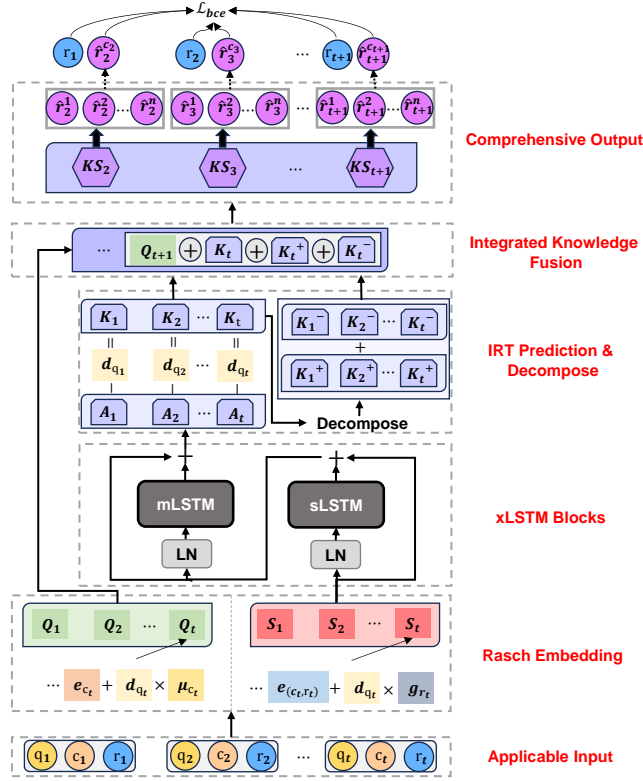 ℒ_bce
r_1 r̂_2^{c_2} r_2 r̂_3^{c_3} ... r_{t+1} r̂_{t+1}^{c_{t+1}}
r̂_2^1 r̂_2^2 ... r̂_2^n r̂_3^1 r̂_3^2 ... r̂_3^n ... r̂_{t+1}^1 r̂_{t+1}^2 ... r̂_{t+1}^n
Comprehensive Output
KS_2 KS_3 ... KS_{t+1}
Integrated Knowledge
Fusion
... Q_{t+1} + K_t + K_t^+ + K_t^-
K_1 K_2 ... K_t
K_1^- K_2^- ... K_t^-
= = =
+
d_{q_1} d_{q_2} ... d_{q_t}
K_1^+ K_2^+ ... K_t^+
IRT Prediction &
Decompose
A_1 A_2 ... A_t
Decompose
+ +
mLSTM sLSTM
LN LN
xLSTM Blocks
Q_1 Q_2 ... Q_t
S_1 S_2 ... S_t
Rasch Embedding
... e_{c_t} + d_{q_t} × μ_{c_t}
... e_{(c_t,r_t)} + d_{q_t} × g_{r_t}
q_1 c_1 r_1 q_2 c_2 r_2 ... q_t c_t r_t
Applicable Input